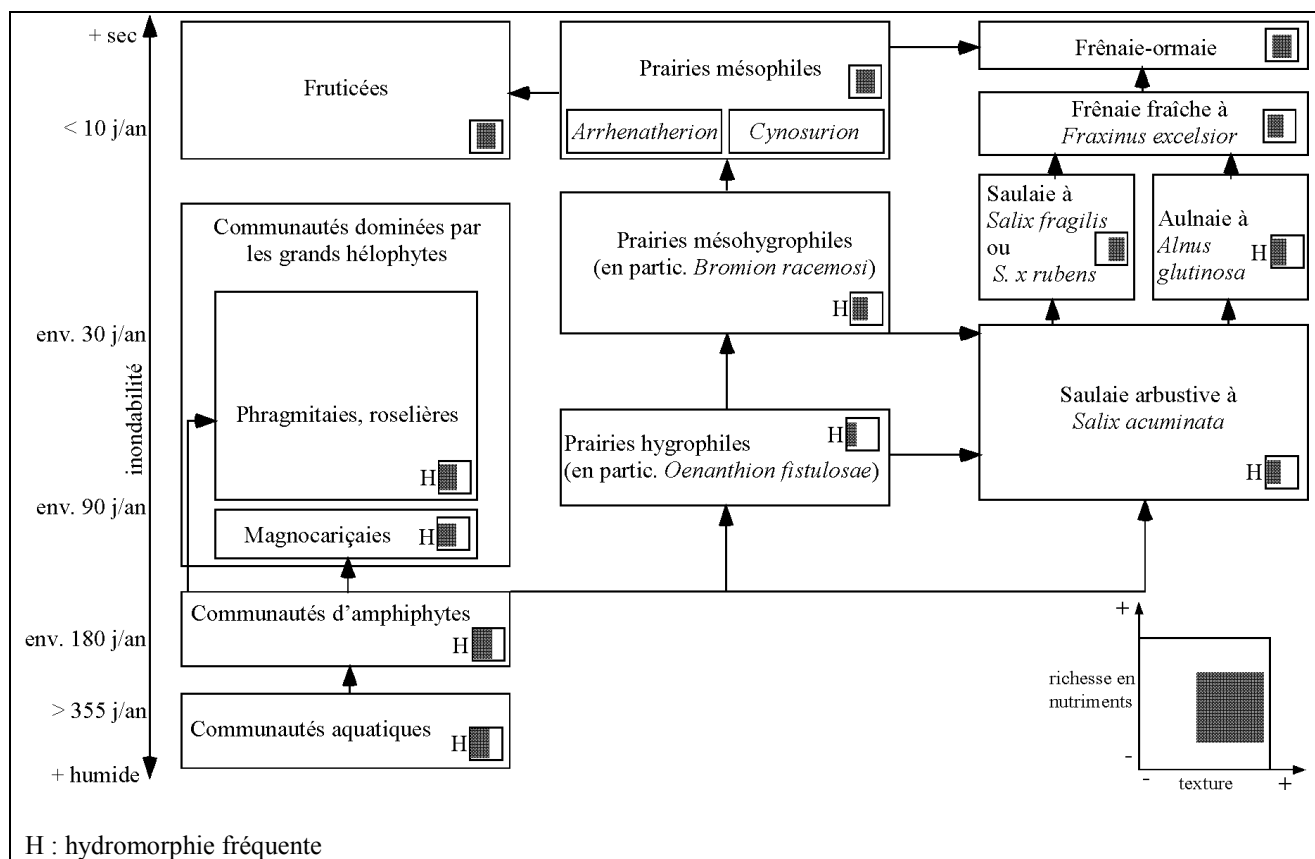 + sec
< 10 j/an
env. 30 j/an
inondabilité
env. 90 j/an
env. 180 j/an
> 355 j/an
+ humide
Fruticées
Communautés dominées par
les grands hélophytes
Phragmitaies, roselières
H
Magnocariçaies
H
Communautés d’amphiphytes
H
Communautés aquatiques
H
Prairies mésophiles
Arrhenatherion
Cynosurion
Prairies mésohygrophiles
(en partic. Bromion racemosi)
H
H
Prairies hygrophiles
(en partic. Oenanthion fistulosae)
Frênaie-ormaie
Frênaie fraîche à
Fraxinus excelsior
Saulaie à
Salix fragilis
ou
S. x rubens
Aulnaie à
Alnus
H
glutinosa
Saulaie arbustive à
Salix acuminata
H
+
richesse en
nutriments
-
-
texture
+
H : hydromorphie fréquente